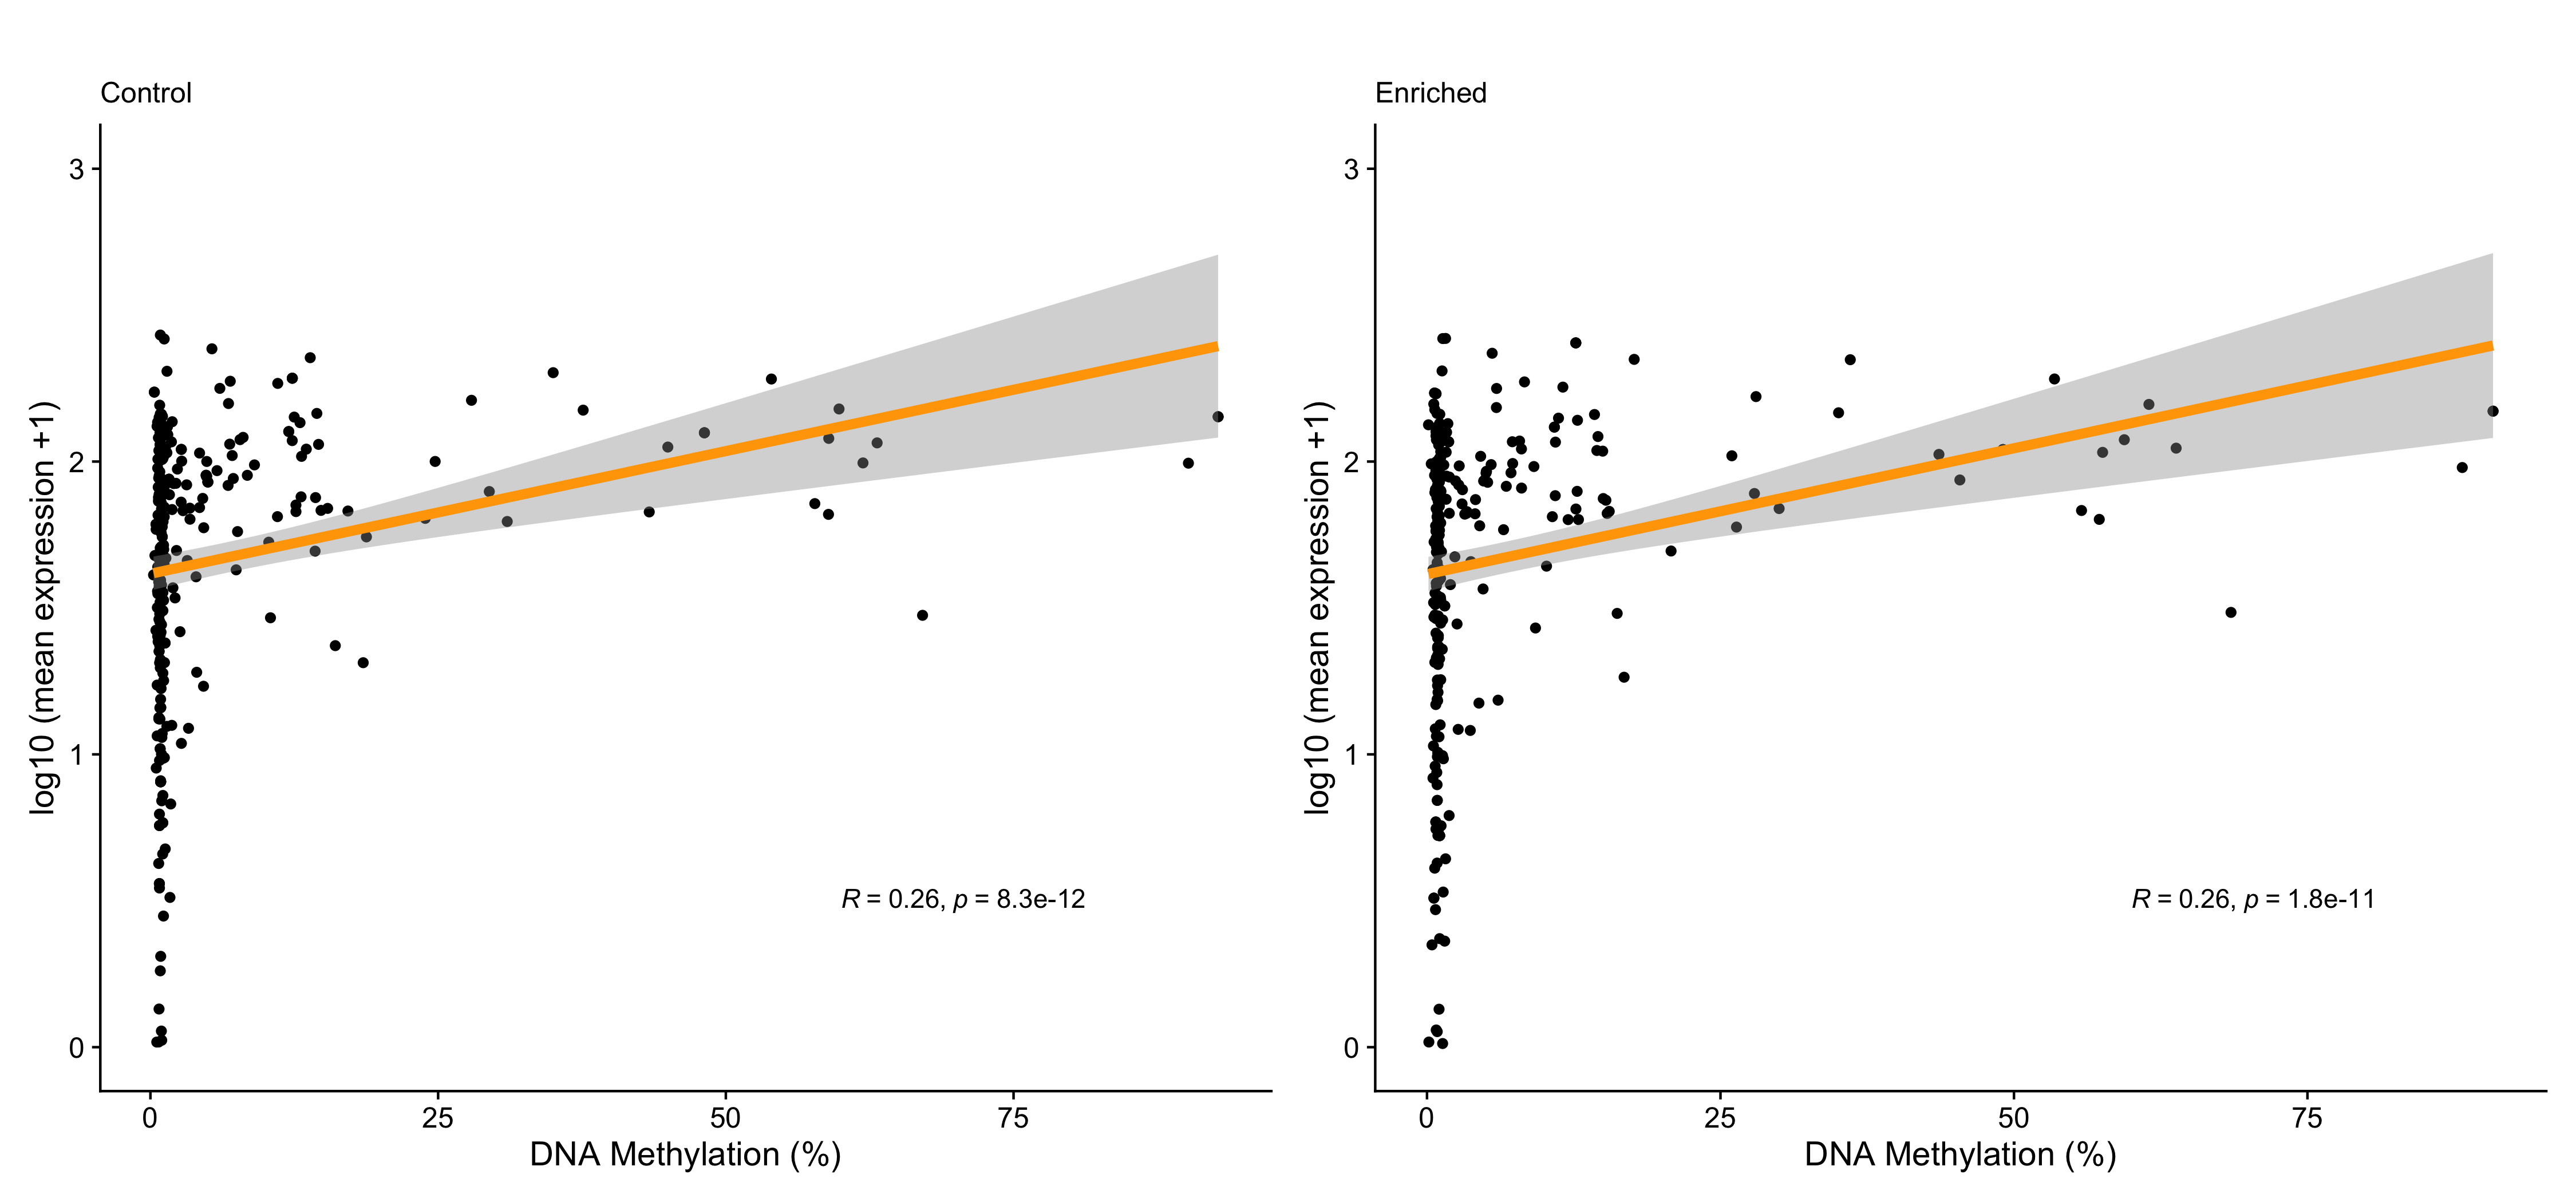 Control
3
2
1
0
log10 (mean expression +1)
R = 0.26, p = 8.3e-12
0 25 50 75
DNA Methylation (%)
Enriched
3
2
1
0
log10 (mean expression +1)
R = 0.26, p = 1.8e-11
0 25 50 75
DNA Methylation (%)